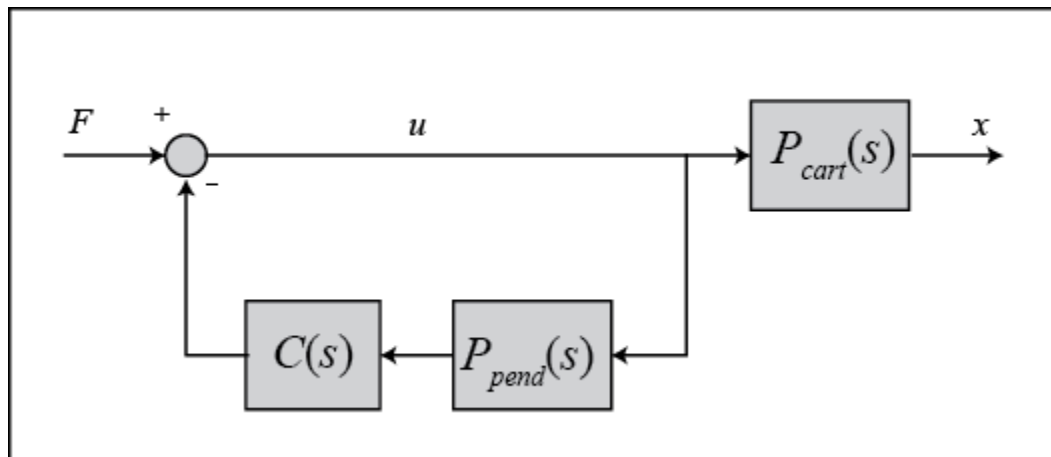 F
+
−
u
P_cart(s)
x
C(s)
P_pend(s)